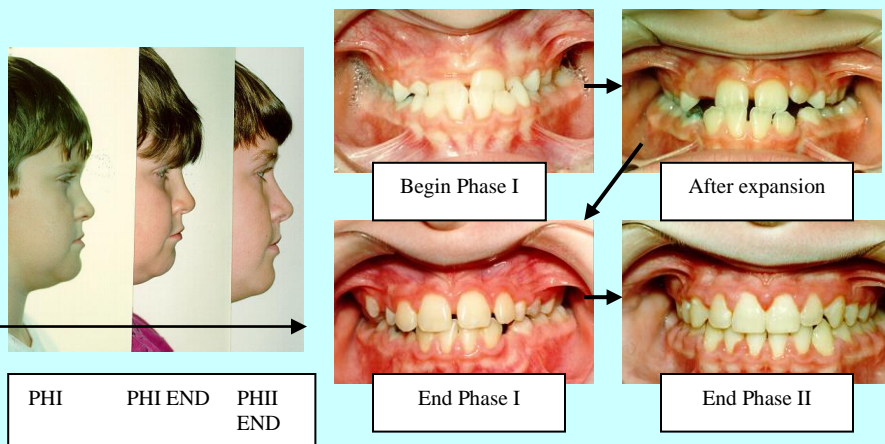 Begin Phase I
After expansion
End Phase I
End Phase II
PHI PHI END PHII
END